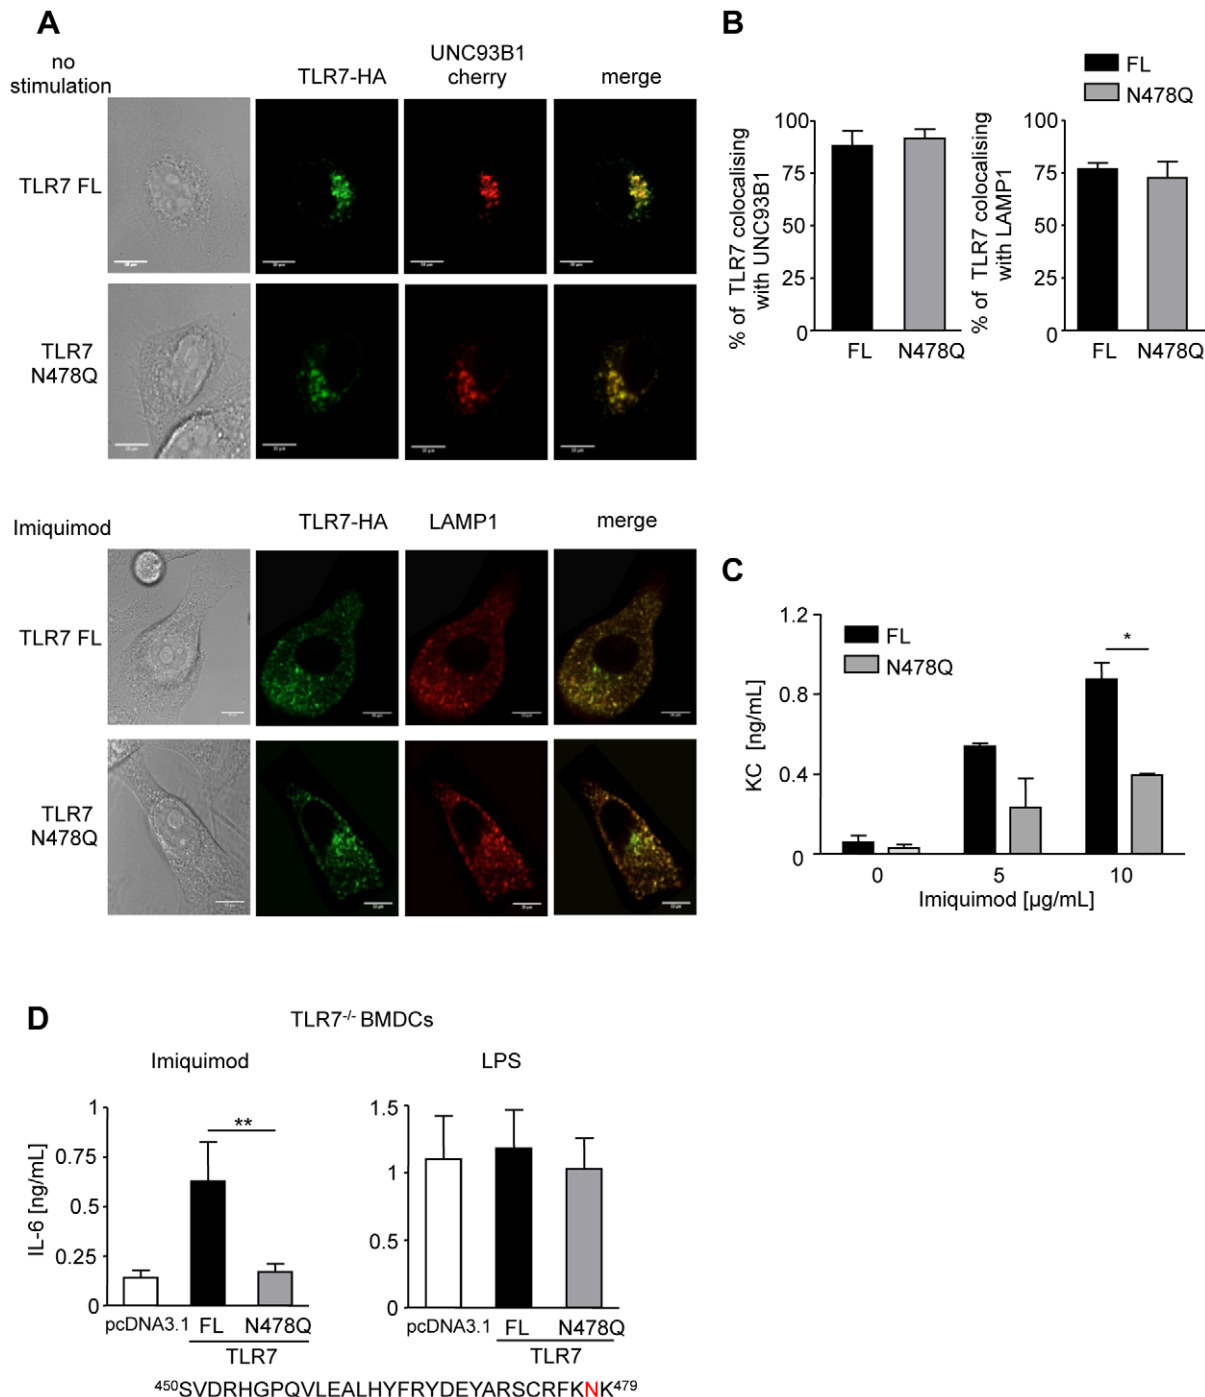 A
no
stimulation
TLR7-HA
UNC93B1
cherry
merge
TLR7 FL
TLR7
N478Q
Imiquimod
TLR7-HA
LAMP1
merge
TLR7 FL
TLR7
N478Q
B
FL
N478Q
% of TLR7 colocalising
with UNC93B1
100
75
50
25
0
FL
N478Q
% of TLR7 colocalising
with LAMP1
100
75
50
25
0
FL
N478Q
C
FL
N478Q
*
KC [ng/mL]
1.2
0.8
0.4
0
0
5
10
Imiquimod [µg/mL]
D
TLR7-/- BMDCs
Imiquimod
**
IL-6 [ng/mL]
1
0.75
0.5
0.25
0
pcDNA3.1
FL
N478Q
TLR7
LPS
1.5
1
0.5
0
pcDNA3.1
FL
N478Q
TLR7
450SVDRHGPQVLEALHYFRYDEYARSCRFKNK479